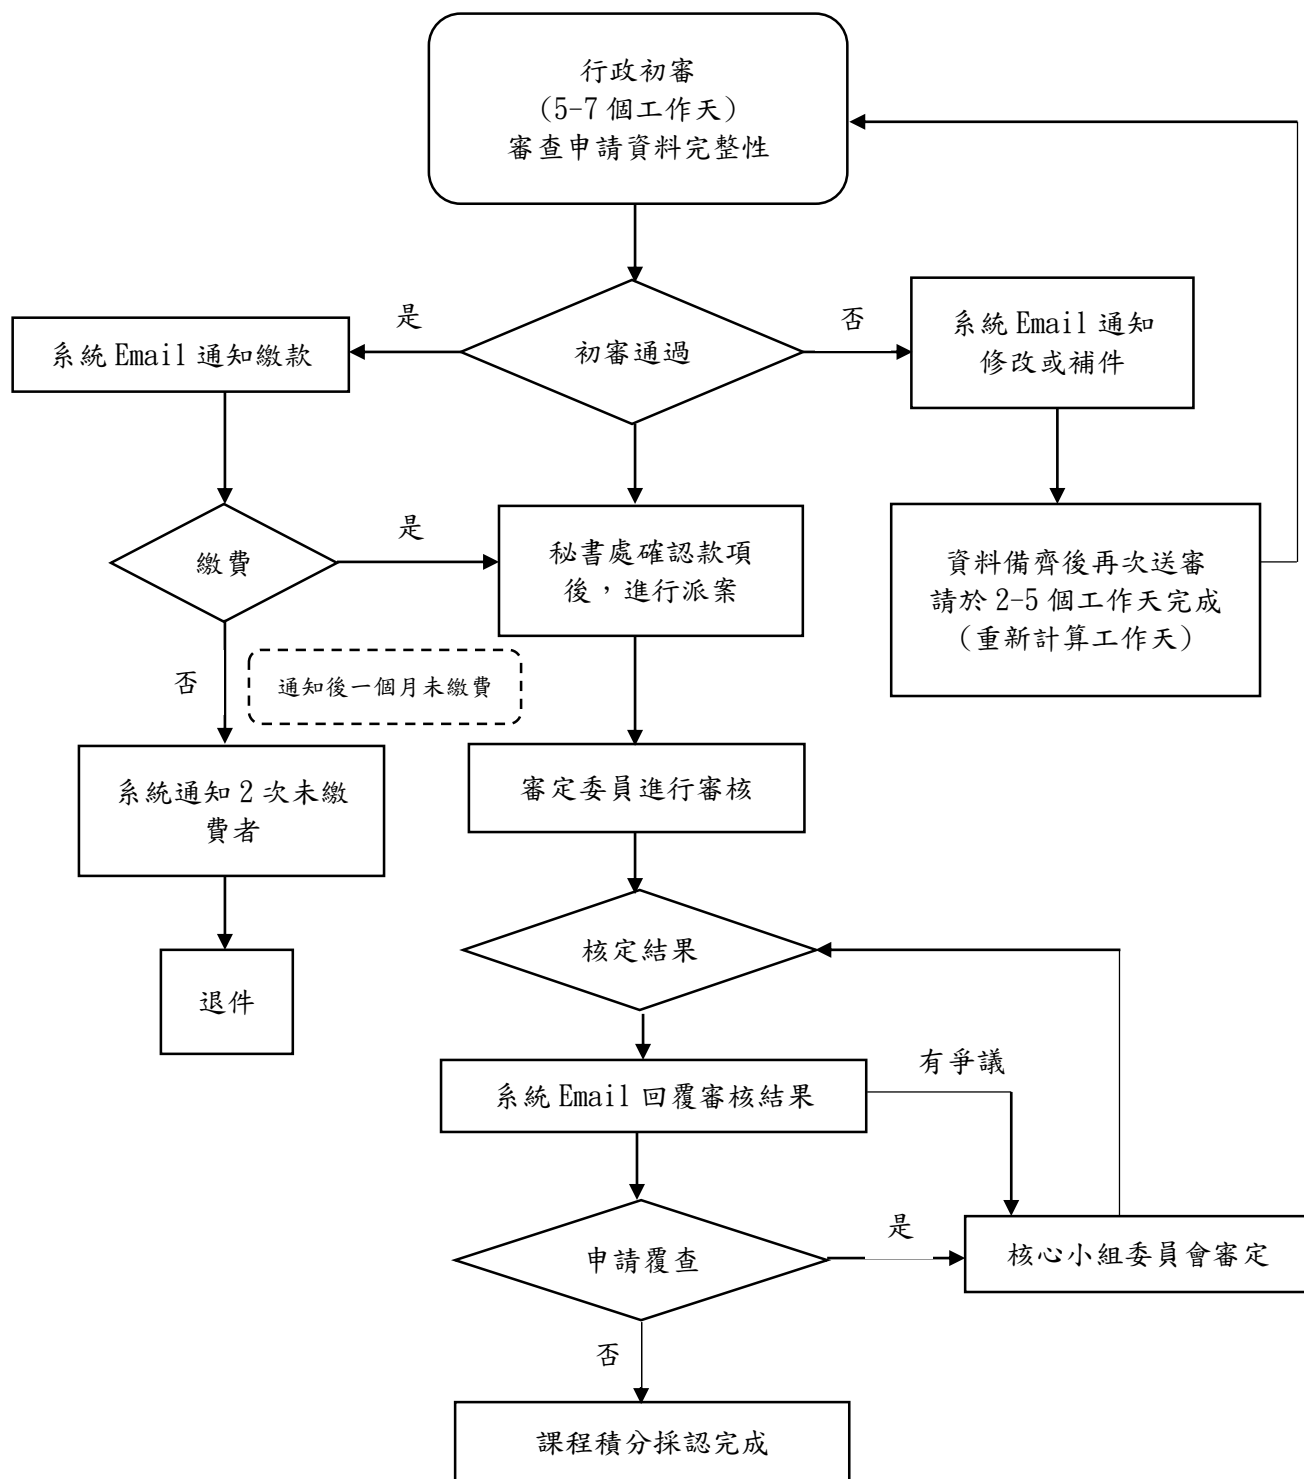 行政初審
(5-7 個工作天)
審查申請資料完整性
是
否
系統 Email 通知繳款
初審通過
系統 Email 通知
修改或補件
繳費
是
秘書處確認款項
後，進行派案
資料備齊後再次送審
請於 2-5 個工作天完成
(重新計算工作天)
否
通知後一個月未繳費
系統通知 2 次未繳
費者
審定委員進行審核
核定結果
退件
系統 Email 回覆審核結果
有爭議
申請覆查
是
核心小組委員會審定
否
課程積分採認完成